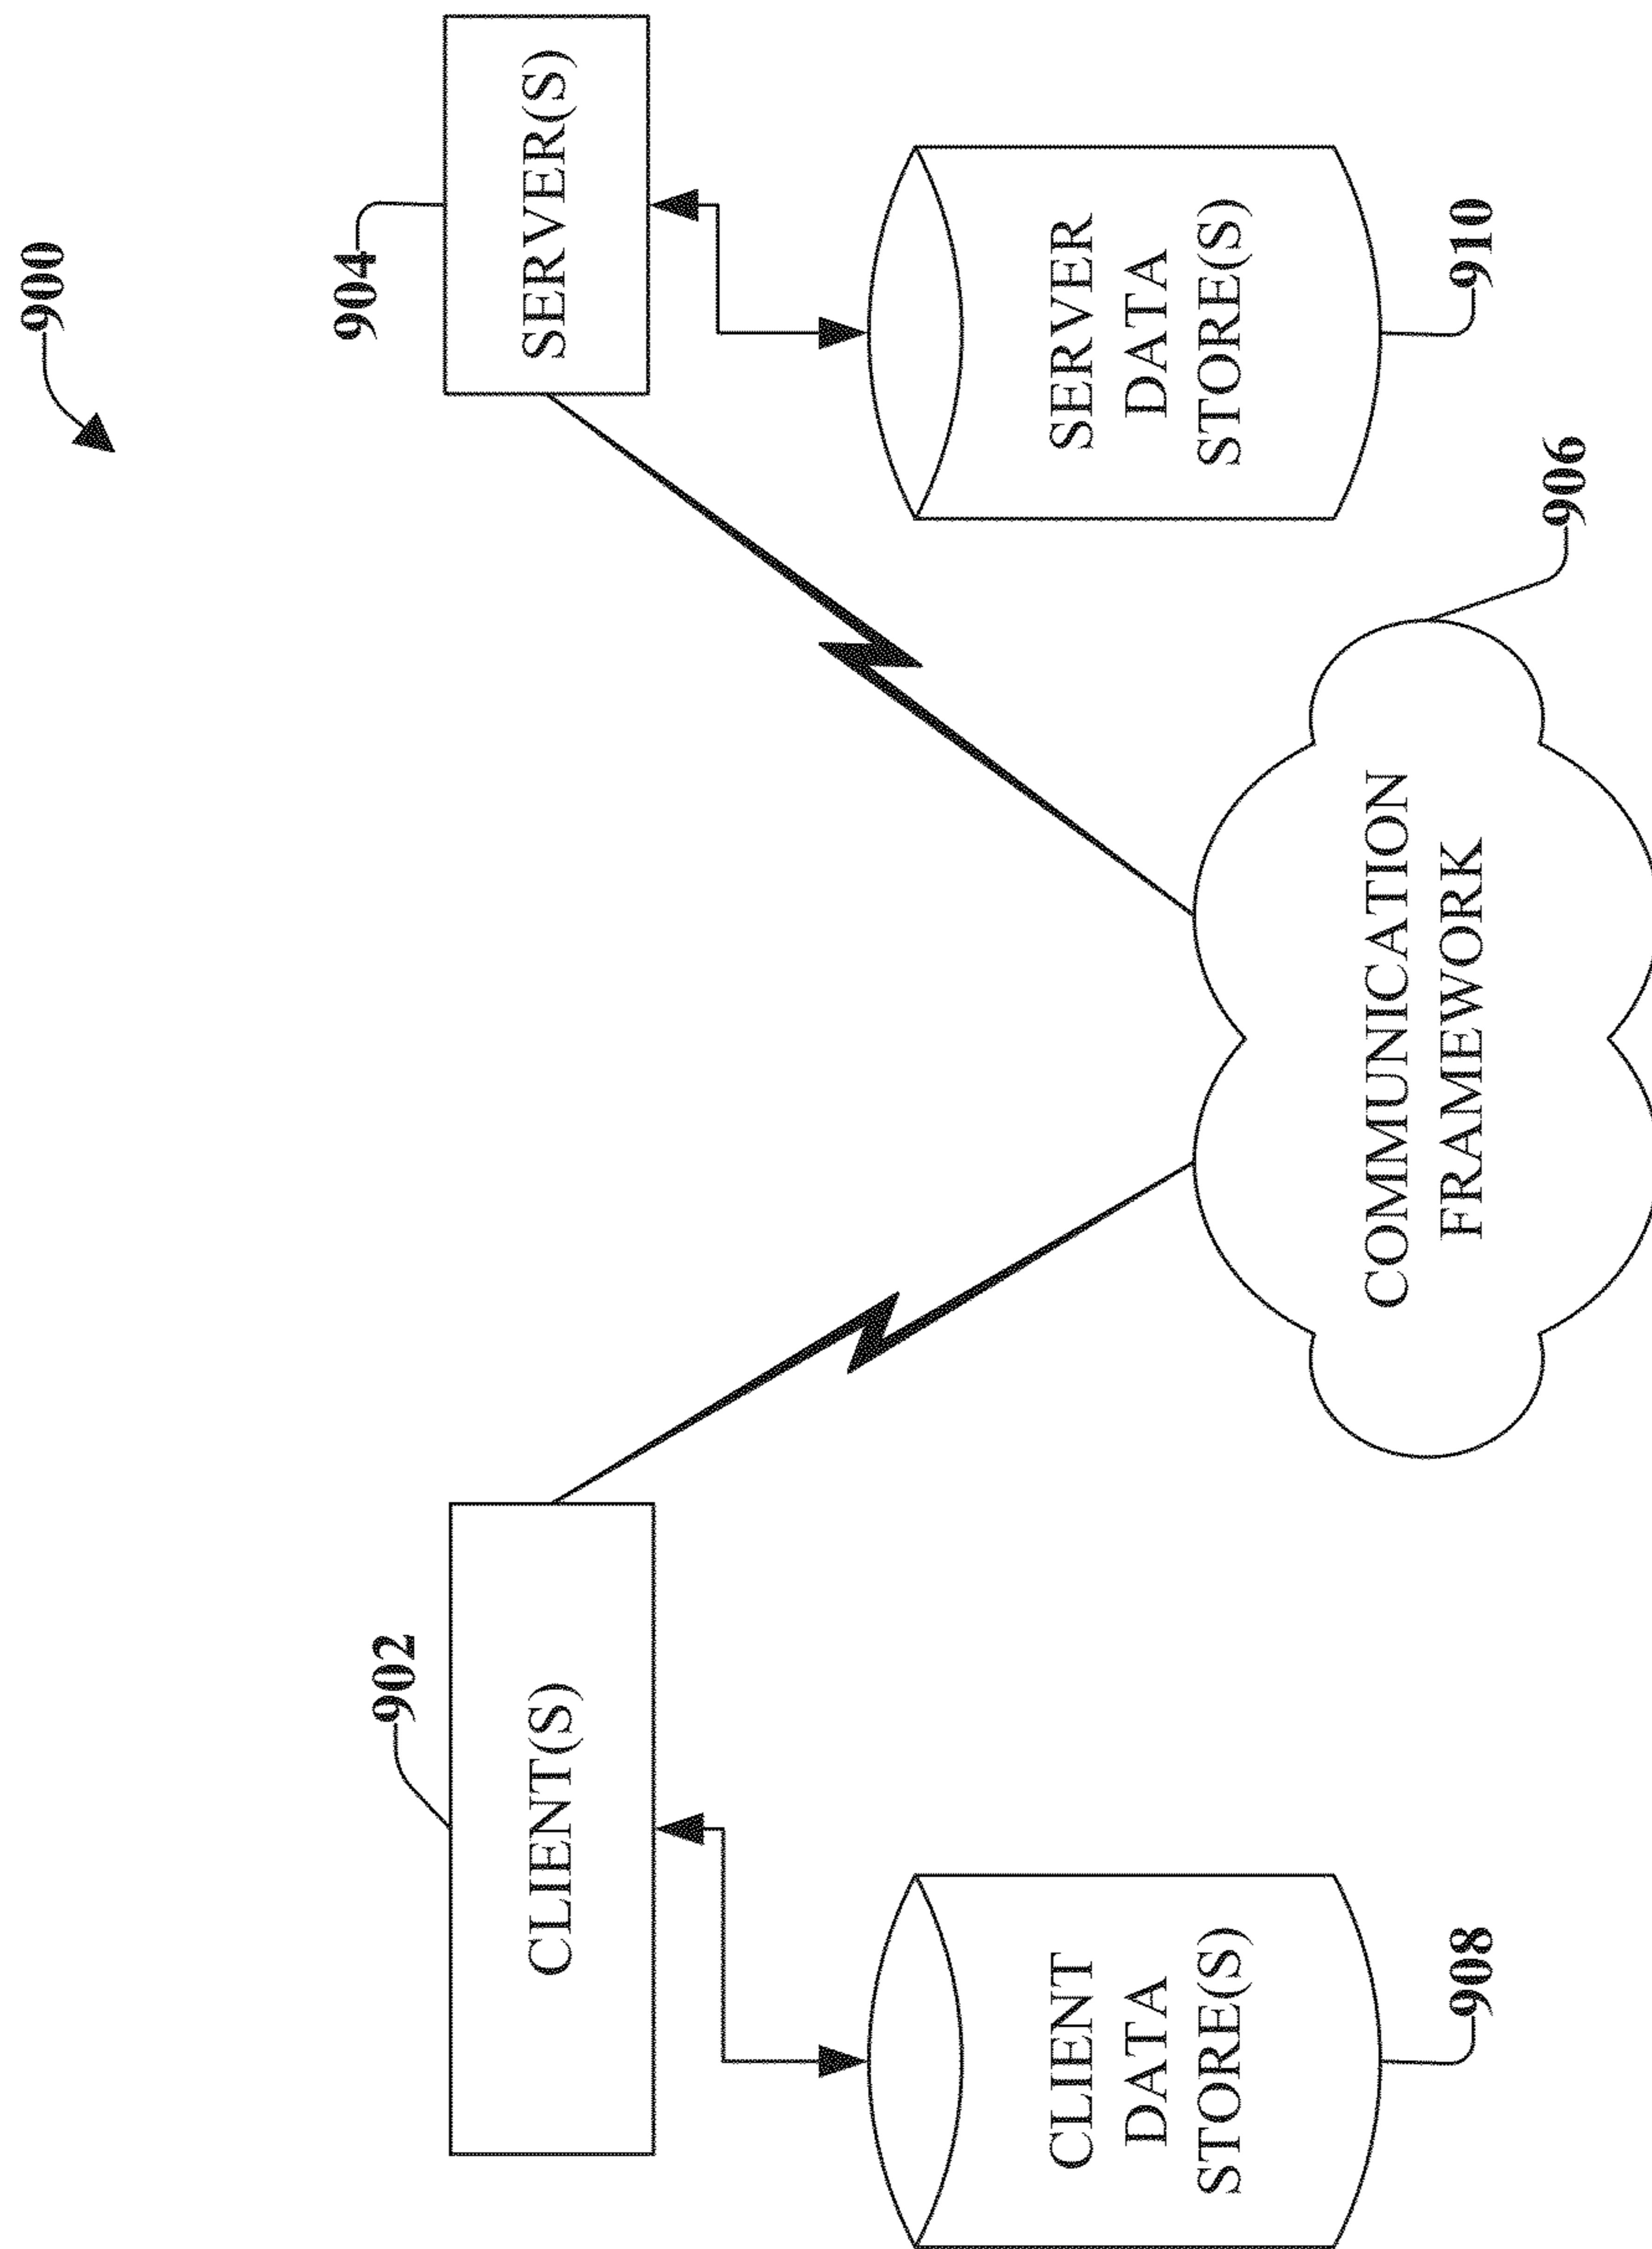 900
902
904
CLIENT(S)
SERVER(S)
CLIENT
DATA
STORE(S)
SERVER
DATA
STORE(S)
COMMUNICATION
FRAMEWORK
908
910
906